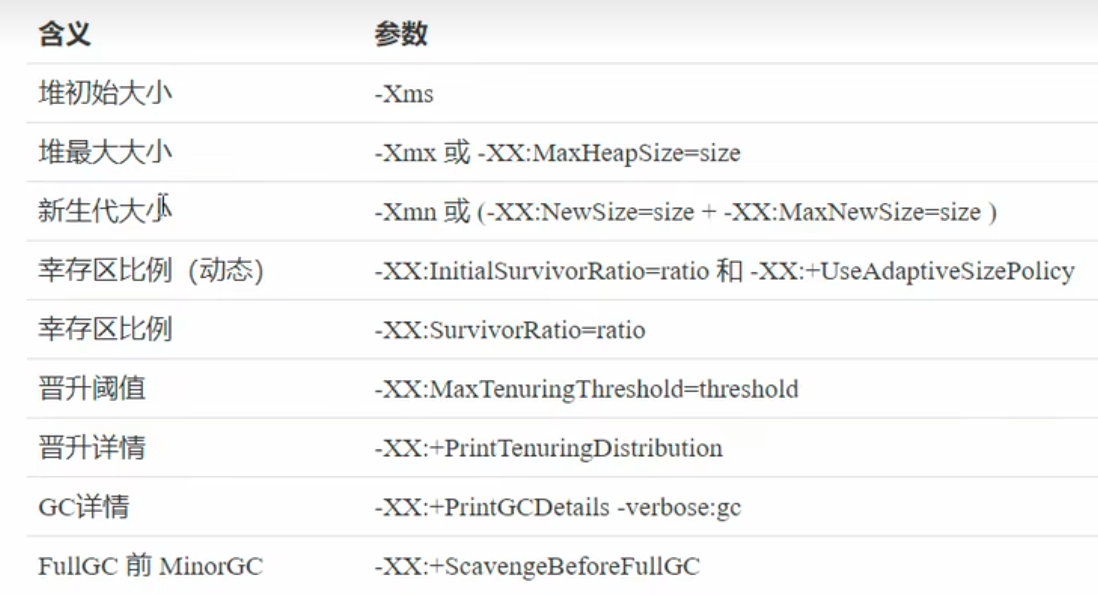 含义 参数
堆初始大小 -Xms
堆最大大小 -Xmx 或 -XX:MaxHeapSize=size
新生代大小 -Xmn 或 (-XX:NewSize=size + -XX:MaxNewSize=size )
幸存区比例 (动态) -XX:InitialSurvivorRatio=ratio 和 -XX:+UseAdaptiveSizePolicy
幸存区比例 -XX:SurvivorRatio=ratio
晋升阈值 -XX:MaxTenuringThreshold=threshold
晋升详情 -XX:+PrintTenuringDistribution
GC详情 -XX:+PrintGCDetails -verbose:gc
FullGC 前 MinorGC -XX:+ScavengeBeforeFullGC